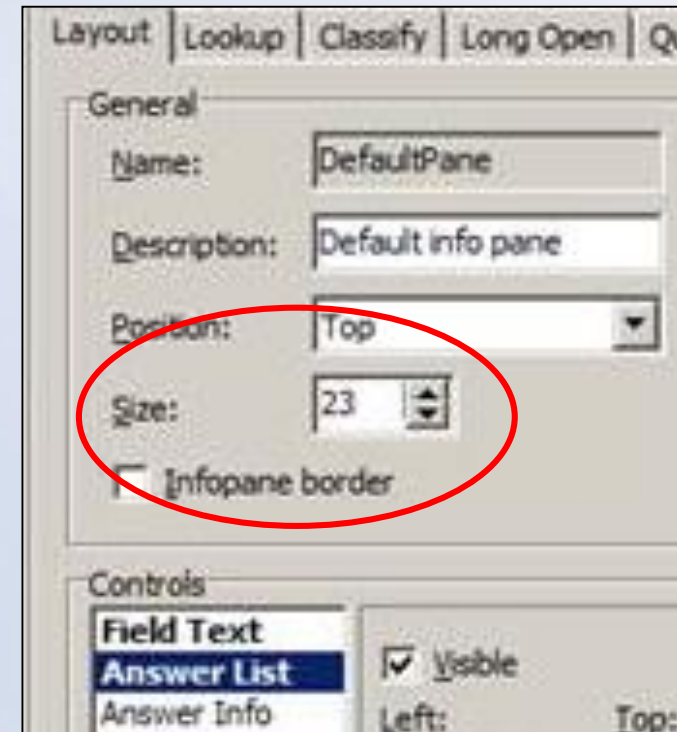 Layout Lookup Classify Long Open Qu
General
Name: DefaultPane
Description: Default info pane
Position: Top
Size: 23
Infopane border
Controls
Field Text
Answer List
Visible
Answer Info
Left: Top: